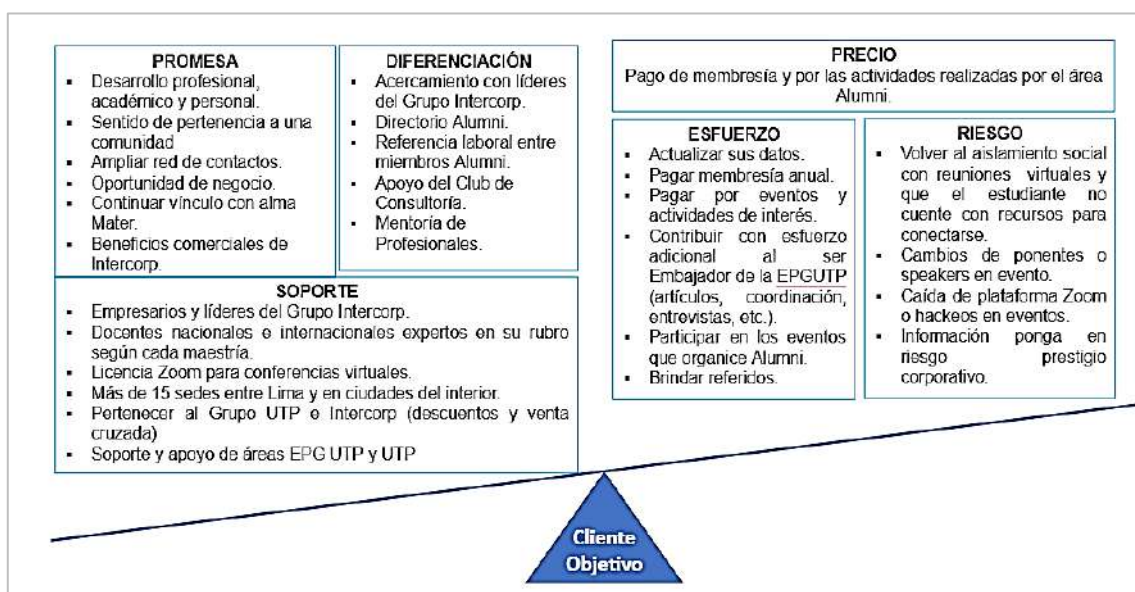 PROMESA
▪ Desarrollo profesional,
académico y personal.
▪ Sentido de pertenencia a una
comunidad
▪ Ampliar red de contactos.
▪ Oportunidad de negocio.
▪ Continuar vínculo con alma
Mater.
▪ Beneficios comerciales de
Intercorp.
DIFERENCIACIÓN
▪ Acercamiento con líderes
del Grupo Intercorp.
▪ Directorio Alumni.
▪ Referencia laboral entre
miembros Alumni.
▪ Apoyo del Club de
Consultoría.
▪ Mentoría de
Profesionales.
SOPORTE
▪ Empresarios y líderes del Grupo Intercorp.
▪ Docentes nacionales e internacionales expertos en su rubro
según cada maestría.
▪ Licencia Zoom para conferencias virtuales.
▪ Más de 15 sedes entre Lima y en ciudades del interior.
▪ Pertenecer al Grupo UTP e Intercorp (descuentos y venta
cruzada)
▪ Soporte y apoyo de áreas EPG UTP y UTP
PRECIO
Pago de membresía y por las actividades realizadas por el área
Alumni.
ESFUERZO
▪ Actualizar sus datos.
▪ Pagar membresía anual.
▪ Pagar por eventos y
actividades de interés.
▪ Contribuir con esfuerzo
adicional al ser
Embajador de la EPGUTP
(artículos, coordinación,
entrevistas, etc.).
▪ Participar en los eventos
que organice Alumni.
▪ Brindar referidos.
RIESGO
▪ Volver al aislamiento social
con reuniones virtuales y
que el estudiante no
cuente con recursos para
conectarse.
▪ Cambios de ponentes o
speakers en evento.
▪ Caída de plataforma Zoom
o hackeos en eventos.
▪ Información ponga en
riesgo prestigio
corporativo.
Cliente
Objetivo